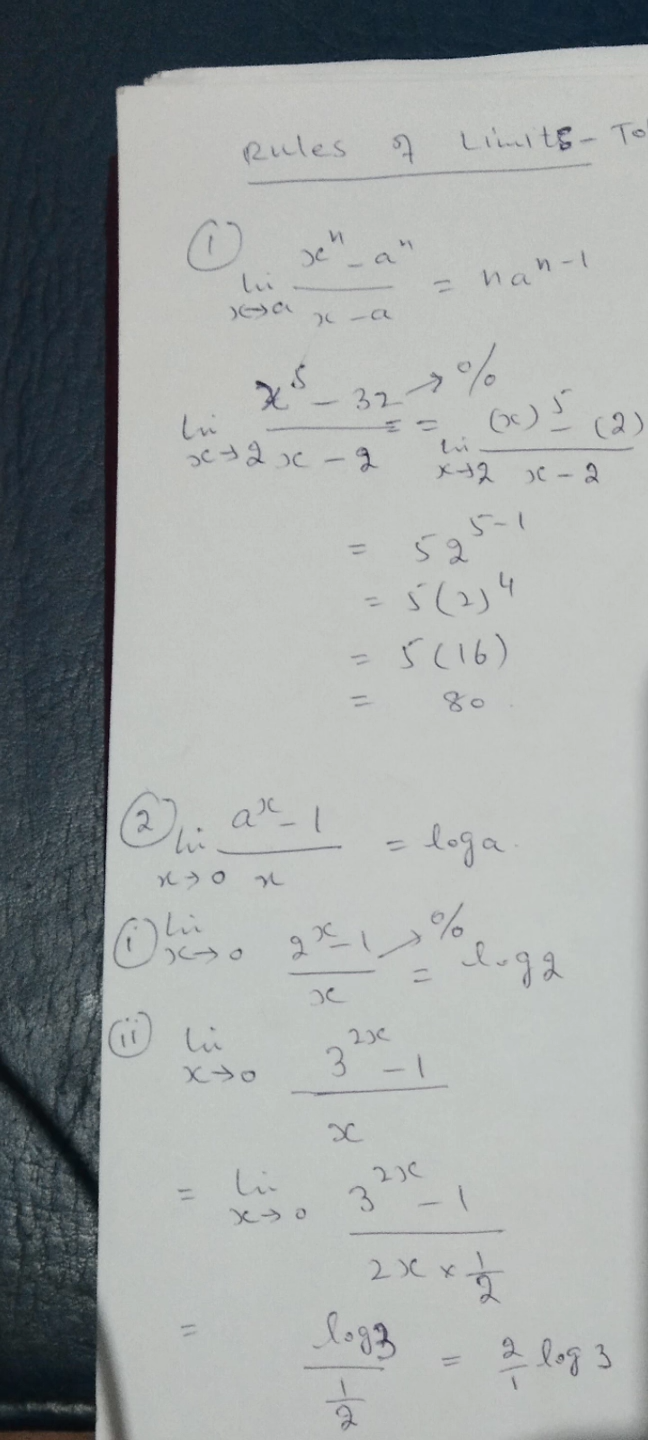 Rules of Limits - To
① lim x→a (xⁿ - aⁿ)/(x - a) = naⁿ⁻¹
lim x→2 (x⁵ - 32)/(x - 2) → 0/0 = = lim x→2 ((x)⁵ - (2)/(x - 2)
= 5 2⁵⁻¹
= 5(2)⁴
= 5(16)
= 80
② lim x→0 (aˣ - 1)/x = log a
ⓘ lim x→0 (2ˣ - 1)/x → 0/0 = log 2
ⓘⓘ lim x→0 (3²ˣ - 1)/x
= lim x→0 (3²ˣ - 1)/(2x × 1/2)
= (log 3)/(1/2) = 2/1 log 3